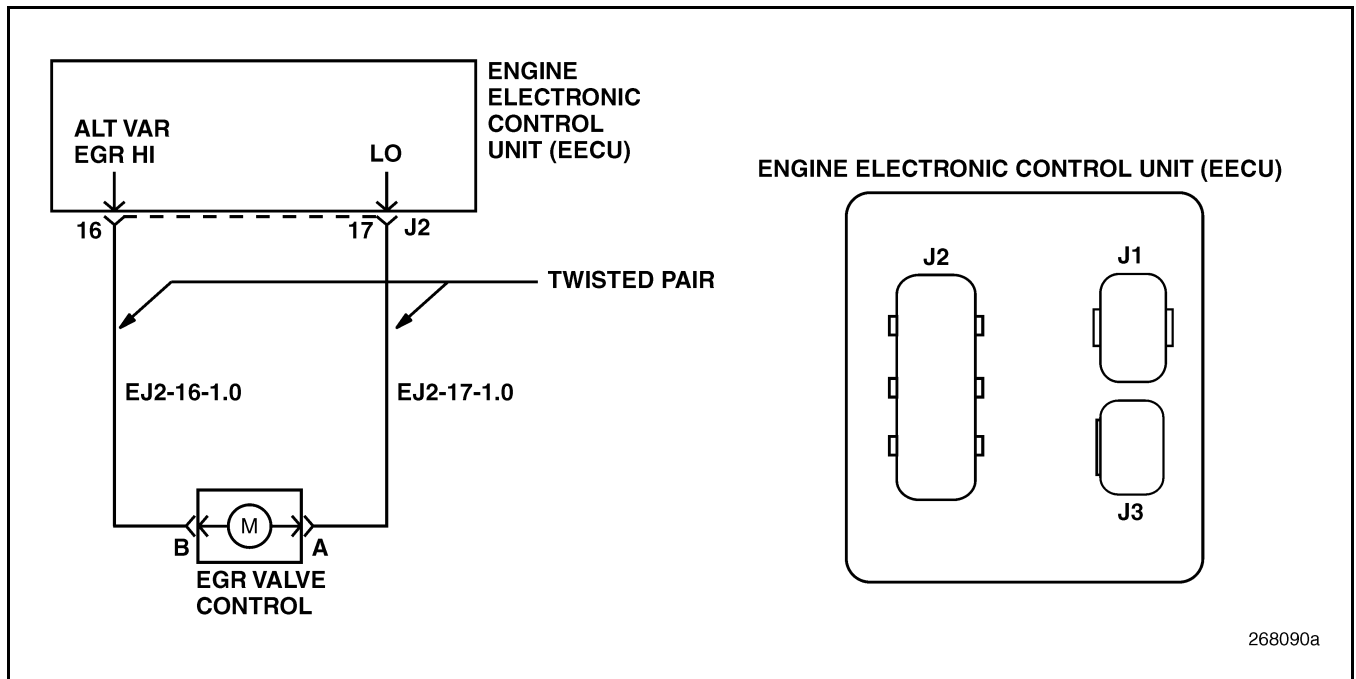 ENGINE
ELECTRONIC
CONTROL
UNIT (EECU)
ALT VAR
EGR HI
LO
16
17
J2
TWISTED PAIR
EJ2-16-1.0
EJ2-17-1.0
M
B
A
EGR VALVE
CONTROL
ENGINE ELECTRONIC CONTROL UNIT (EECU)
J2
J1
J3
268090a